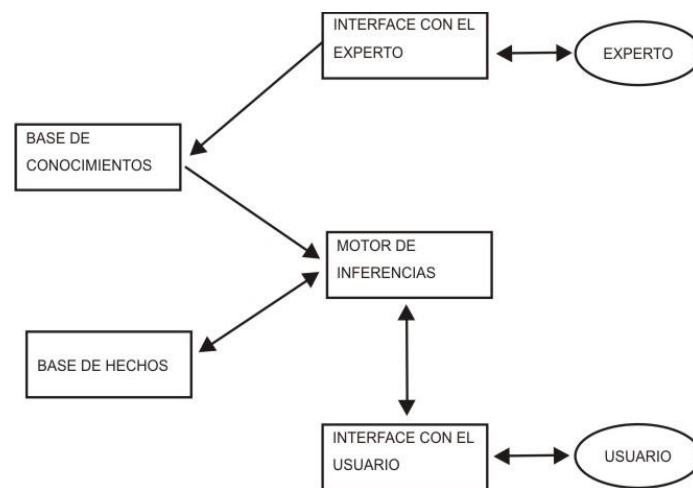 INTERFACE CON EL
EXPERTO
EXPERTO
BASE DE
CONOCIMIENTOS
MOTOR DE
INFERENCIAS
BASE DE HECHOS
INTERFACE CON EL
USUARIO
USUARIO